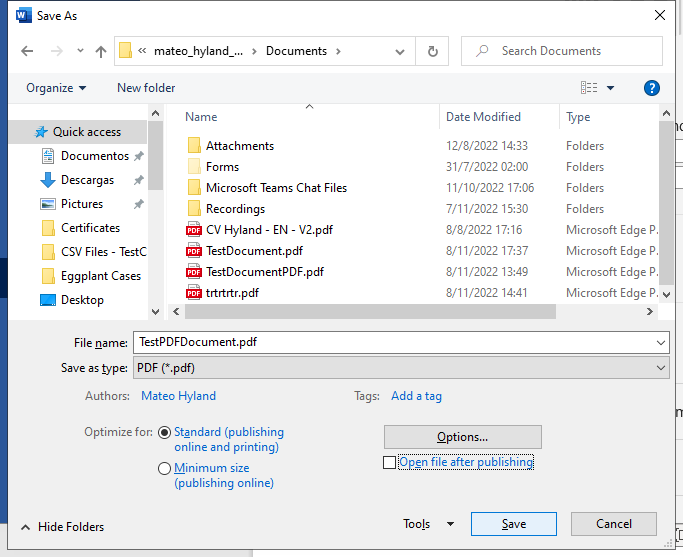 Save As
« mateo_hyland_... > Documents >
Search Documents
Organize
New folder
Name
Date Modified
Type
Quick access
Documentos
Descargas
Pictures
Certificates
CSV Files - TestC
Eggplant Cases
Desktop
Attachments 12/8/2022 14:33 Folders
Forms 31/7/2022 02:00 Folders
Microsoft Teams Chat Files 11/10/2022 17:06 Folders
Recordings 7/11/2022 15:30 Folders
CV Hyland - EN - V2.pdf 8/8/2022 17:16 Microsoft Edge P...
TestDocument.pdf 8/11/2022 17:37 Microsoft Edge P...
TestDocumentPDF.pdf 8/11/2022 13:49 Microsoft Edge P...
trtrtrtr.pdf 8/11/2022 14:41 Microsoft Edge P...
File name: TestPDFDocument.pdf
Save as type: PDF (*.pdf)
Authors: Mateo Hyland
Tags: Add a tag
Optimize for:
Standard (publishing
online and printing)
Minimum size
(publishing online)
Options...
Open file after publishing
Hide Folders
Tools
Save
Cancel